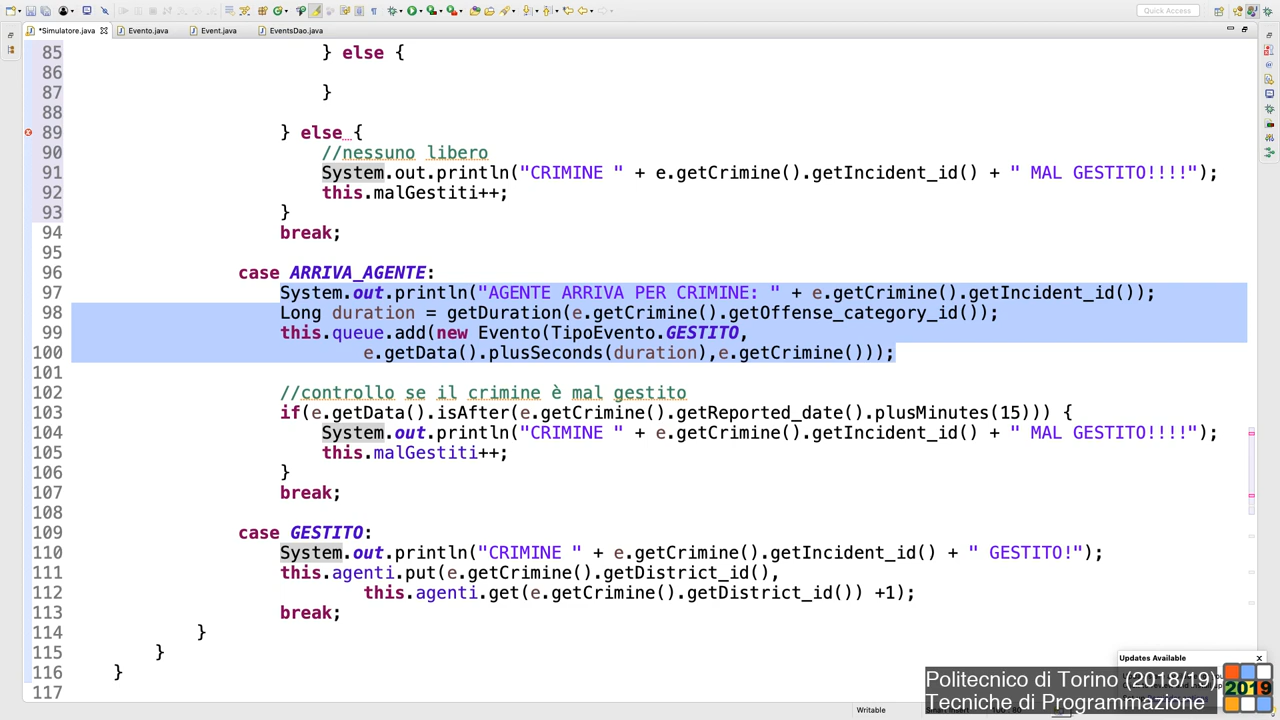 Quick Access
*Simulatore.java
Evento.java
Event.java
EventsDao.java
85 } else {
86
87 }
88
89 } else {
90 //nessuno libero
91 System.out.println("CRIMINE " + e.getCrimine().getIncident_id() + " MAL GESTITO!!!!");
92 this.malGestiti++;
93 }
94 break;
95
96 case ARRIVA_AGENTE:
97 System.out.println("AGENTE ARRIVA PER CRIMINE: " + e.getCrimine().getIncident_id());
98 Long duration = getDuration(e.getCrimine().getOffense_category_id());
99 this.queue.add(new Evento(TipoEvento.GESTITO,
100 e.getData().plusSeconds(duration),e.getCrimine()));
101
102 //controllo se il crimine è mal gestito
103 if(e.getData().isAfter(e.getCrimine().getReported_date().plusMinutes(15))) {
104 System.out.println("CRIMINE " + e.getCrimine().getIncident_id() + " MAL GESTITO!!!!");
105 this.malGestiti++;
106 }
107 break;
108
109 case GESTITO:
110 System.out.println("CRIMINE " + e.getCrimine().getIncident_id() + " GESTITO!");
111 this.agenti.put(e.getCrimine().getDistrict_id(),
112 this.agenti.get(e.getCrimine().getDistrict_id()) +1);
113 break;
114 }
115 }
116 }
117
Updates Available
Politecnico di Torino (2018/19)
Tecniche di Programmazione
2019
Writable